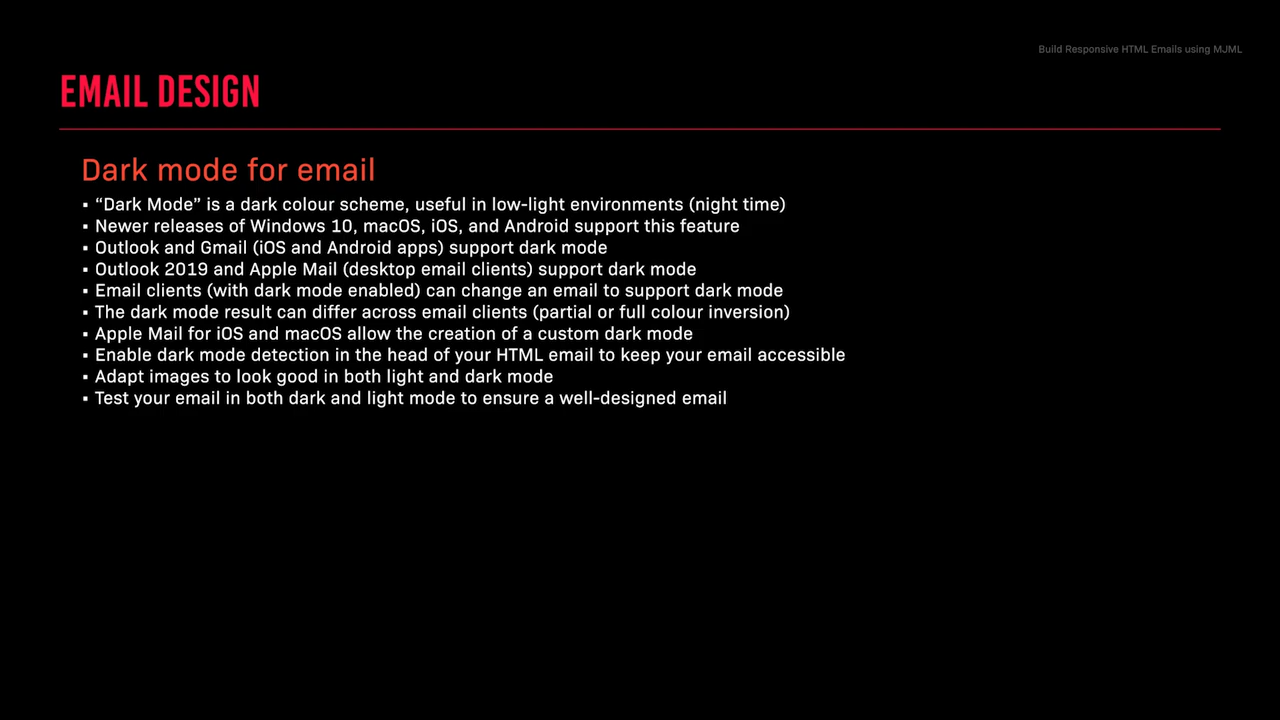 Build Responsive HTML Emails using MJML
EMAIL DESIGN
Dark mode for email
▪ “Dark Mode” is a dark colour scheme, useful in low-light environments (night time)
▪ Newer releases of Windows 10, macOS, iOS, and Android support this feature
▪ Outlook and Gmail (iOS and Android apps) support dark mode
▪ Outlook 2019 and Apple Mail (desktop email clients) support dark mode
▪ Email clients (with dark mode enabled) can change an email to support dark mode
▪ The dark mode result can differ across email clients (partial or full colour inversion)
▪ Apple Mail for iOS and macOS allow the creation of a custom dark mode
▪ Enable dark mode detection in the head of your HTML email to keep your email accessible
▪ Adapt images to look good in both light and dark mode
▪ Test your email in both dark and light mode to ensure a well-designed email